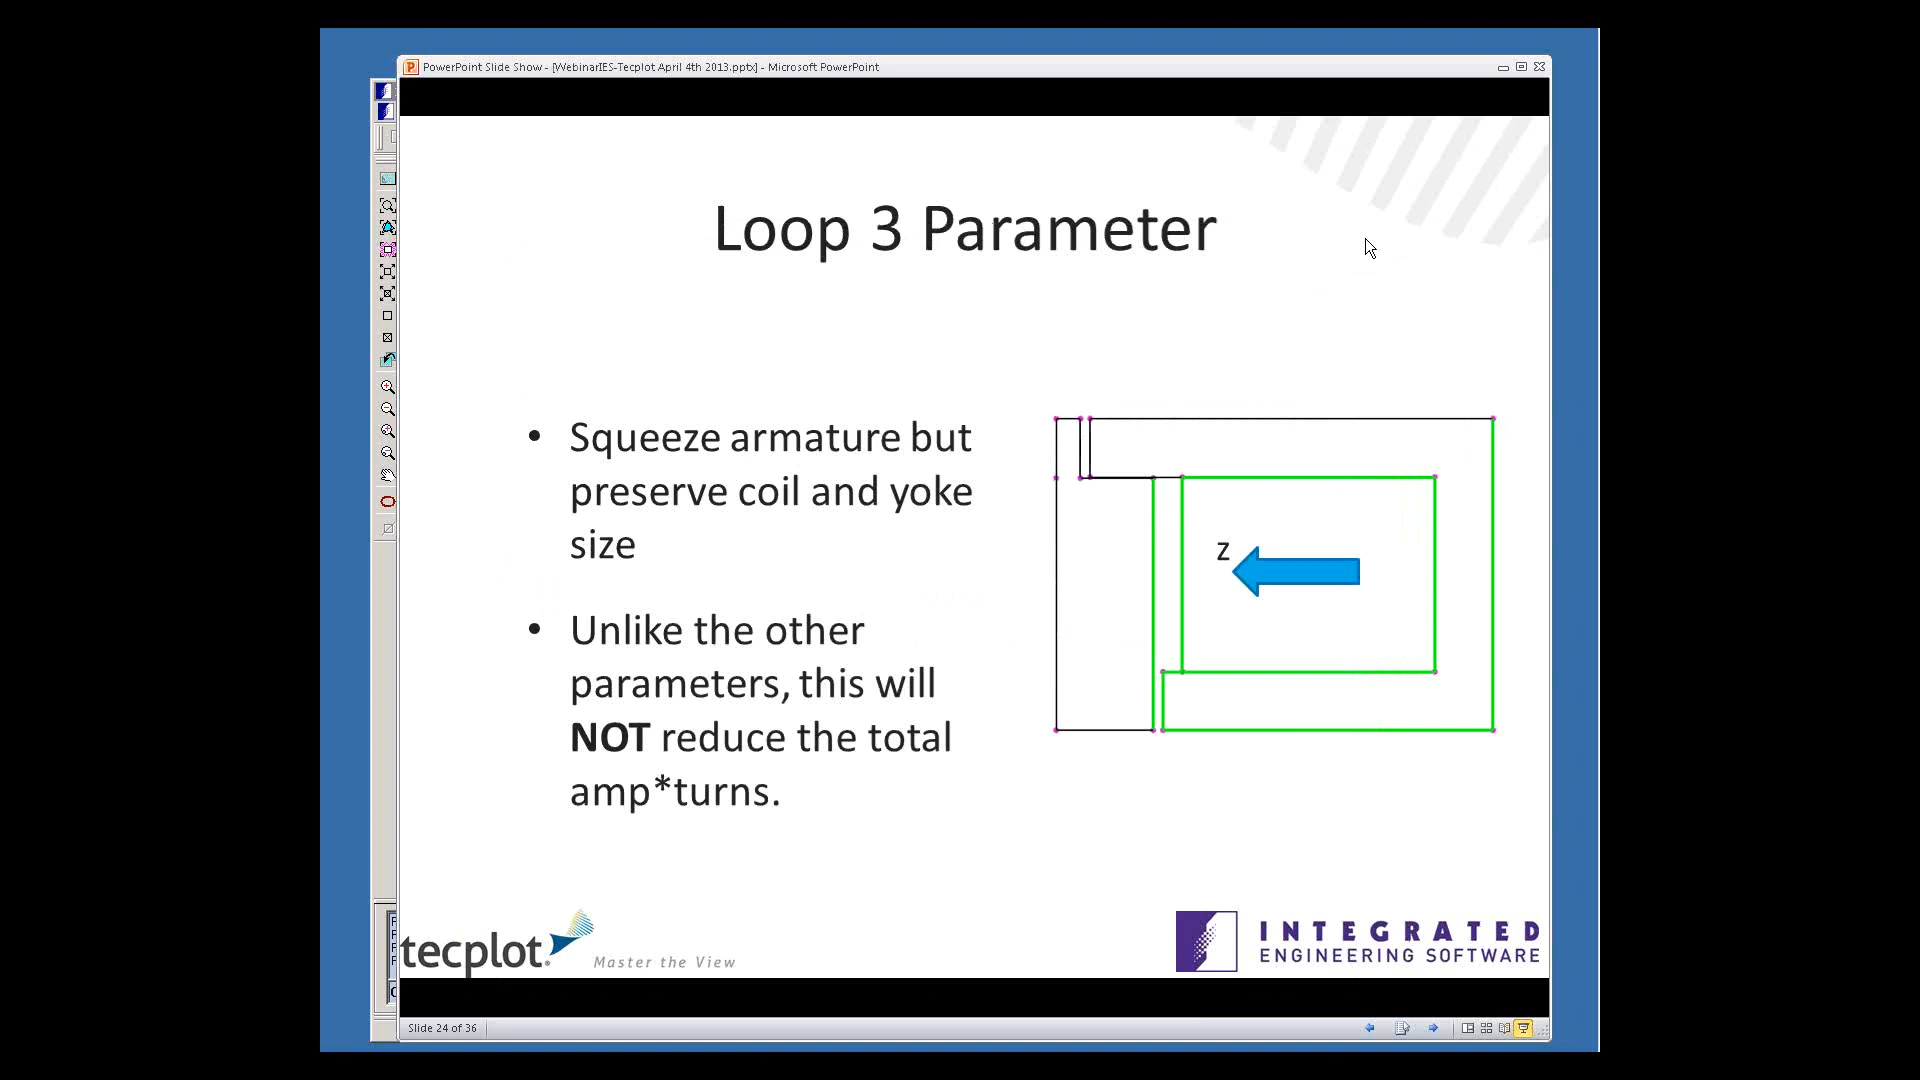 PowerPoint Slide Show - [WebinarIES-Tecplot April 4th 2013.pptx] - Microsoft PowerPoint
Loop 3 Parameter
• Squeeze armature but
preserve coil and yoke
size
• Unlike the other
parameters, this will
NOT reduce the total
amp*turns.
z
tecplot.
Master the View
INTEGRATED
ENGINEERING SOFTWARE
Slide 24 of 36